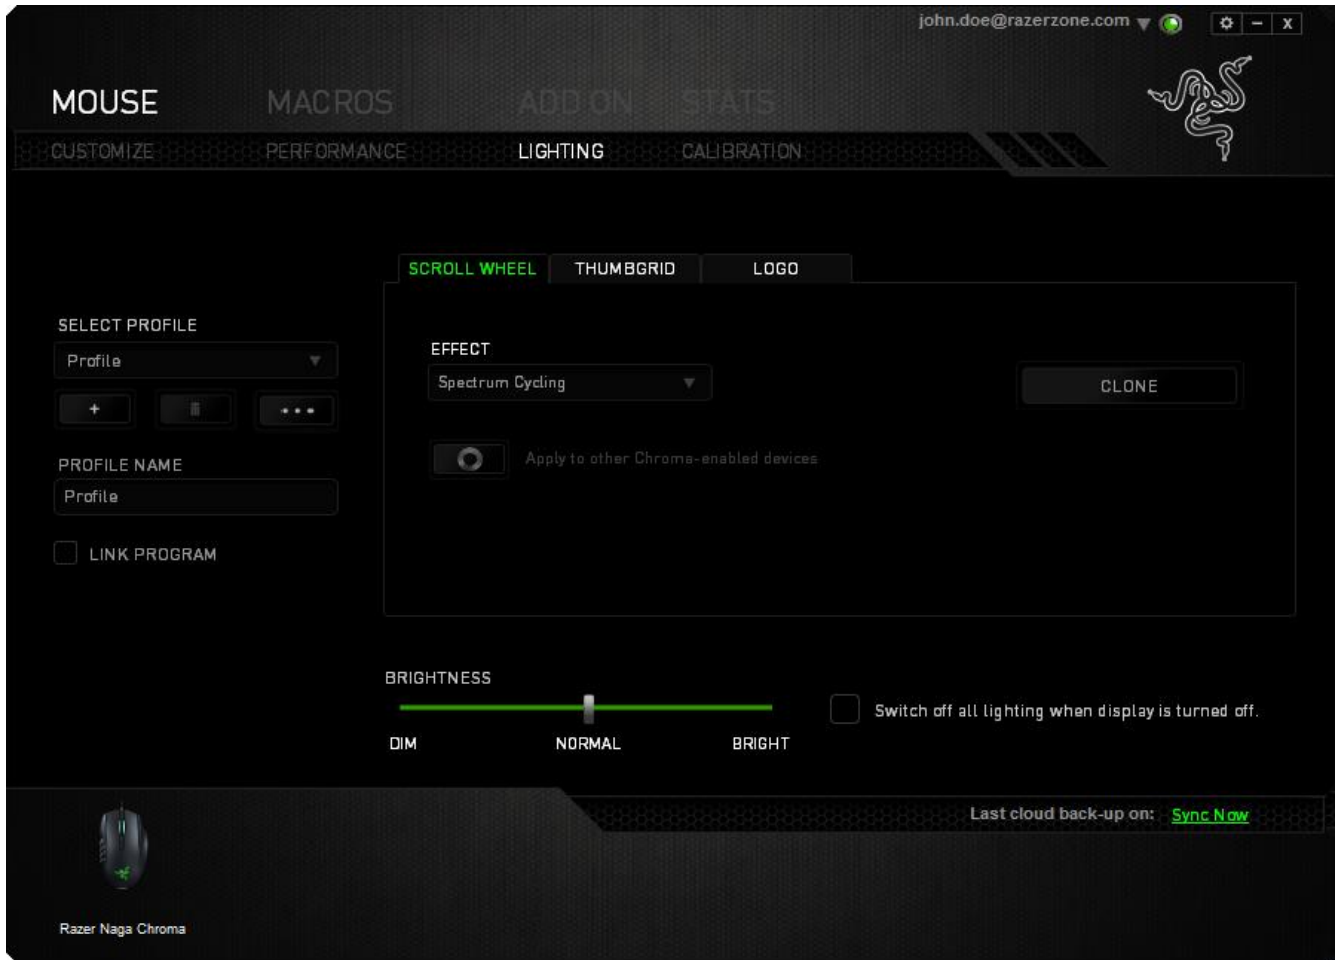 john.doe@razerzone.com
MOUSE MACROS ADD ON STATS
CUSTOMIZE PERFORMANCE LIGHTING CALIBRATION
SCROLL WHEEL THUMBGRID LOGO
SELECT PROFILE
Profile
PROFILE NAME
Profile
LINK PROGRAM
EFFECT
Spectrum Cycling
CLONE
Apply to other Chroma-enabled devices
BRIGHTNESS
DIM NORMAL BRIGHT
Switch off all lighting when display is turned off.
Last cloud back-up on: Sync Now
Razer Naga Chroma